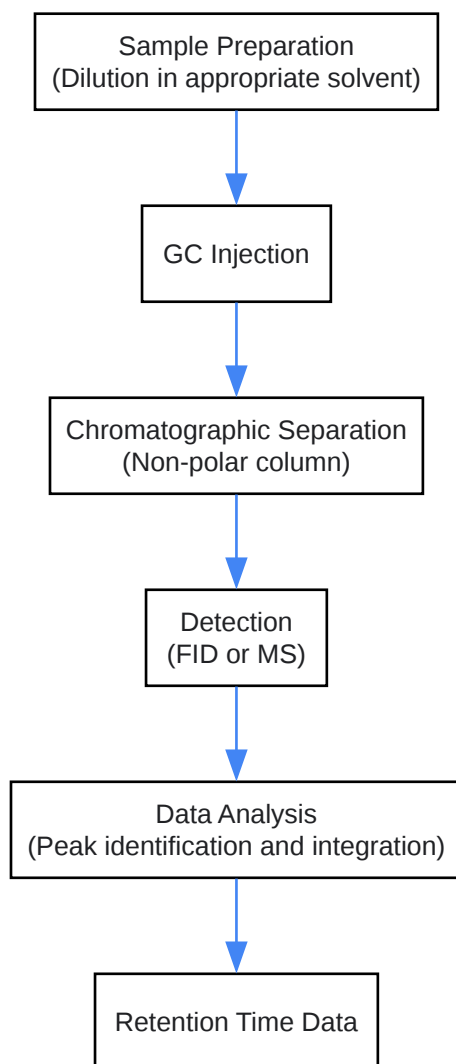 Sample Preparation
(Dilution in appropriate solvent)
GC Injection
Chromatographic Separation
(Non-polar column)
Detection
(FID or MS)
Data Analysis
(Peak identification and integration)
Retention Time Data